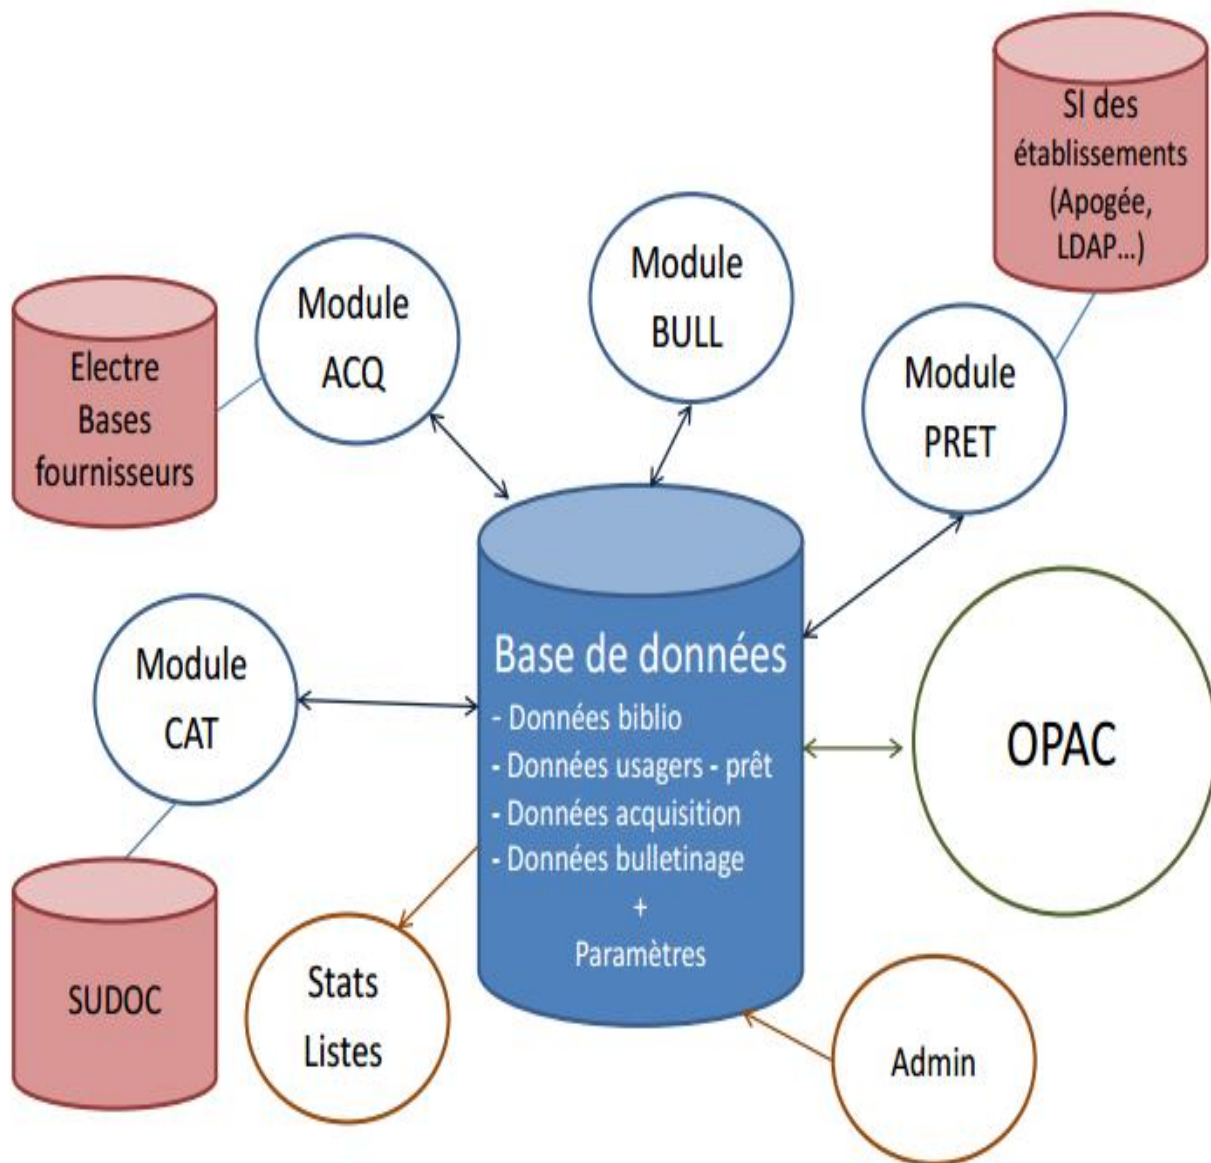 SI des
établissements
(Apogée,
LDAP...)
Module
BULL
Module
ACQ
Electre
Bases
fournisseurs
Module
PRET
Base de données
- Données biblio
- Données usagers - prêt
- Données acquisition
- Données bulletinage
+
Paramètres
Module
CAT
OPAC
SUDOC
Stats
Listes
Admin